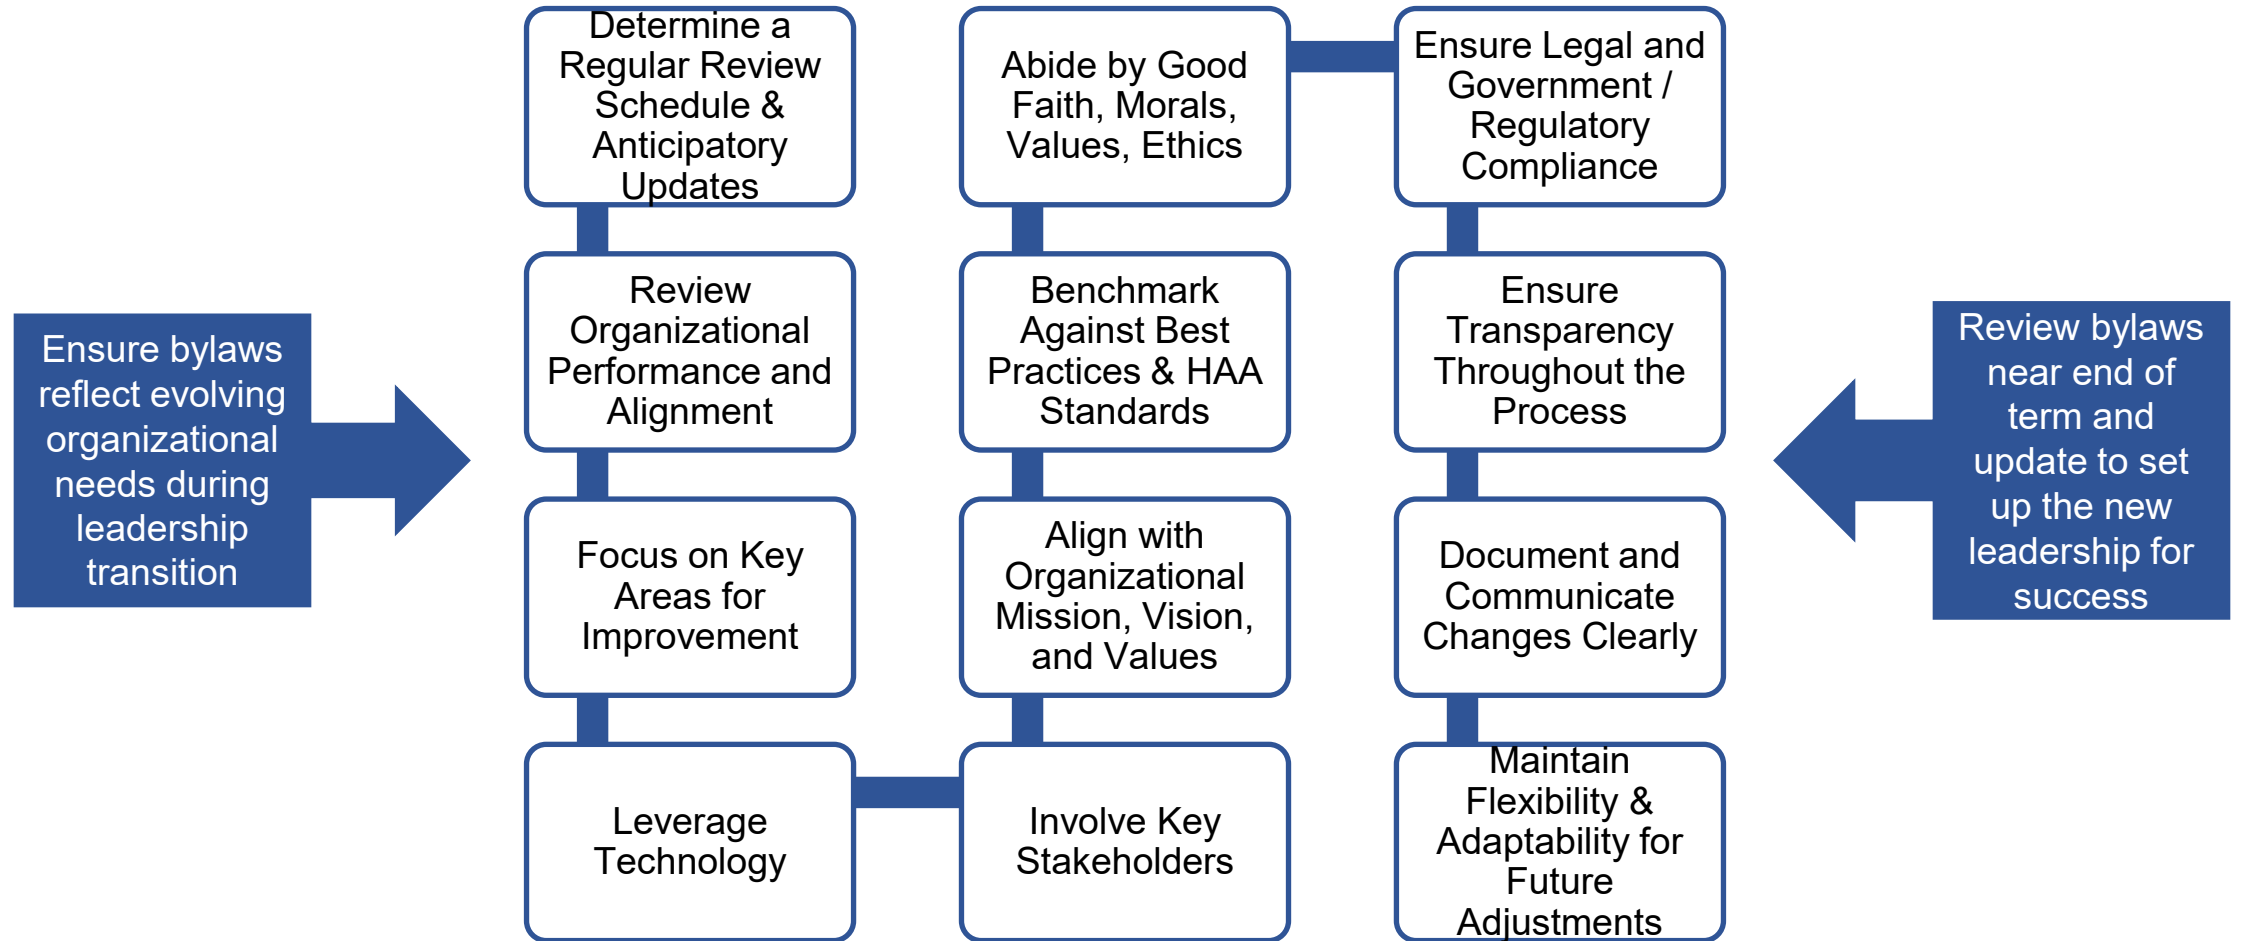 Ensure bylaws
reflect evolving
organizational
needs during
leadership
transition
Determine a
Regular Review
Schedule &
Anticipatory
Updates
Review
Organizational
Performance and
Alignment
Focus on Key
Areas for
Improvement
Leverage
Technology
Involve Key
Stakeholders
Align with
Organizational
Mission, Vision,
and Values
Benchmark
Against Best
Practices & HAA
Standards
Abide by Good
Faith, Morals,
Values, Ethics
Ensure Legal and
Government /
Regulatory
Compliance
Ensure
Transparency
Throughout the
Process
Document and
Communicate
Changes Clearly
Maintain
Flexibility &
Adaptability for
Future
Adjustments
Review bylaws
near end of
term and
update to set
up the new
leadership for
success